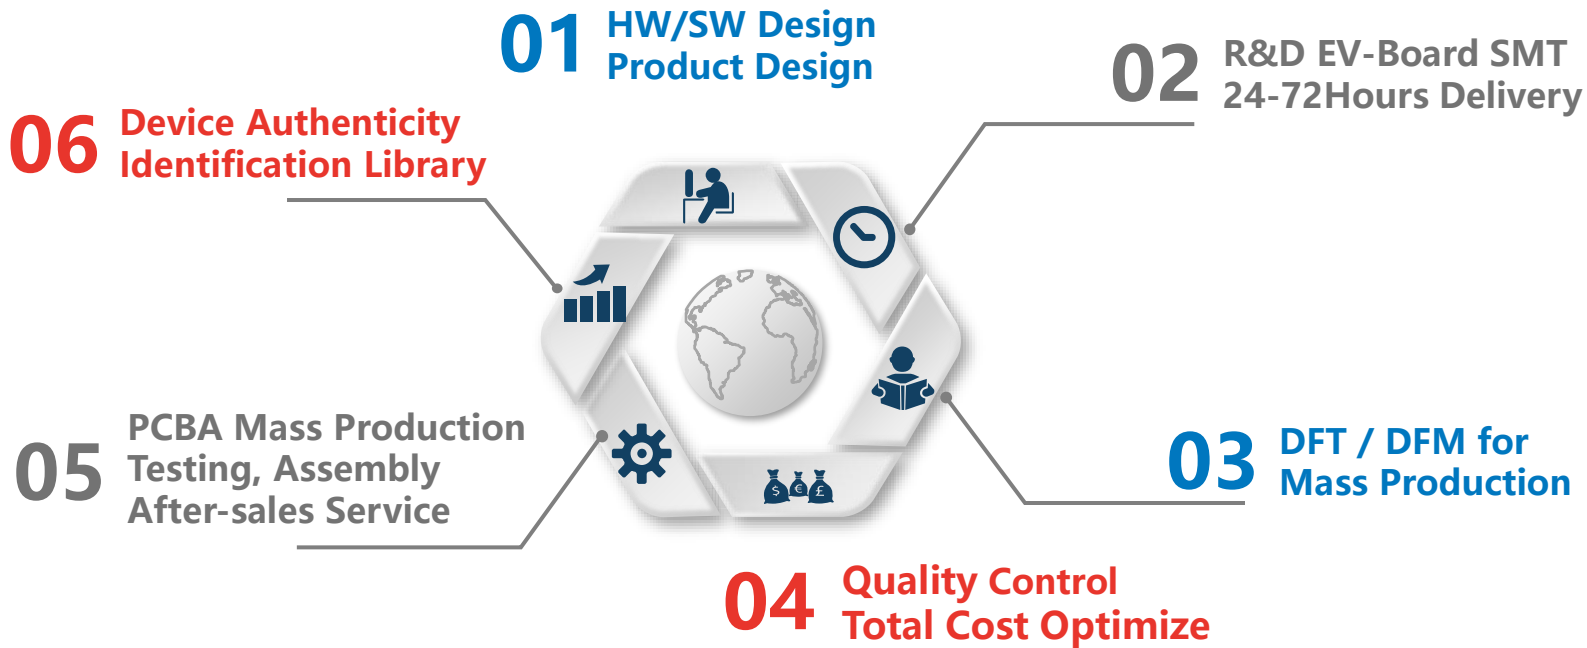 01
HW/SW Design
Product Design
02
R&D EV-Board SMT
24-72Hours Delivery
03
DFT / DFM for
Mass Production
04
Quality Control
Total Cost Optimize
05
PCBA Mass Production
Testing, Assembly
After-sales Service
06
Device Authenticity
Identification Library
$ € £